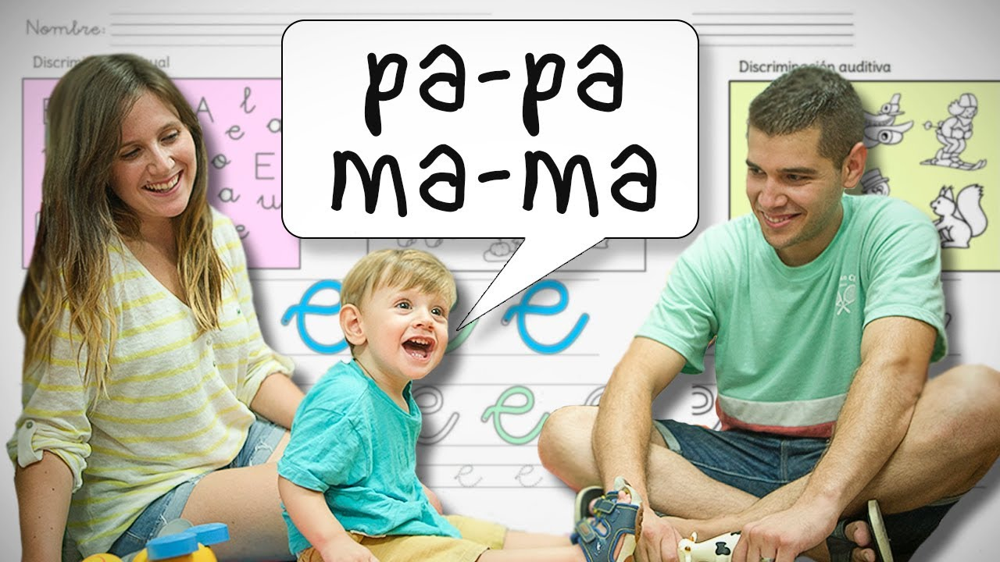 Nombre:
pa-pa
ma-ma
Discriminación auditiva
A l
e a
o E
a u
e
e e
e e e
e e